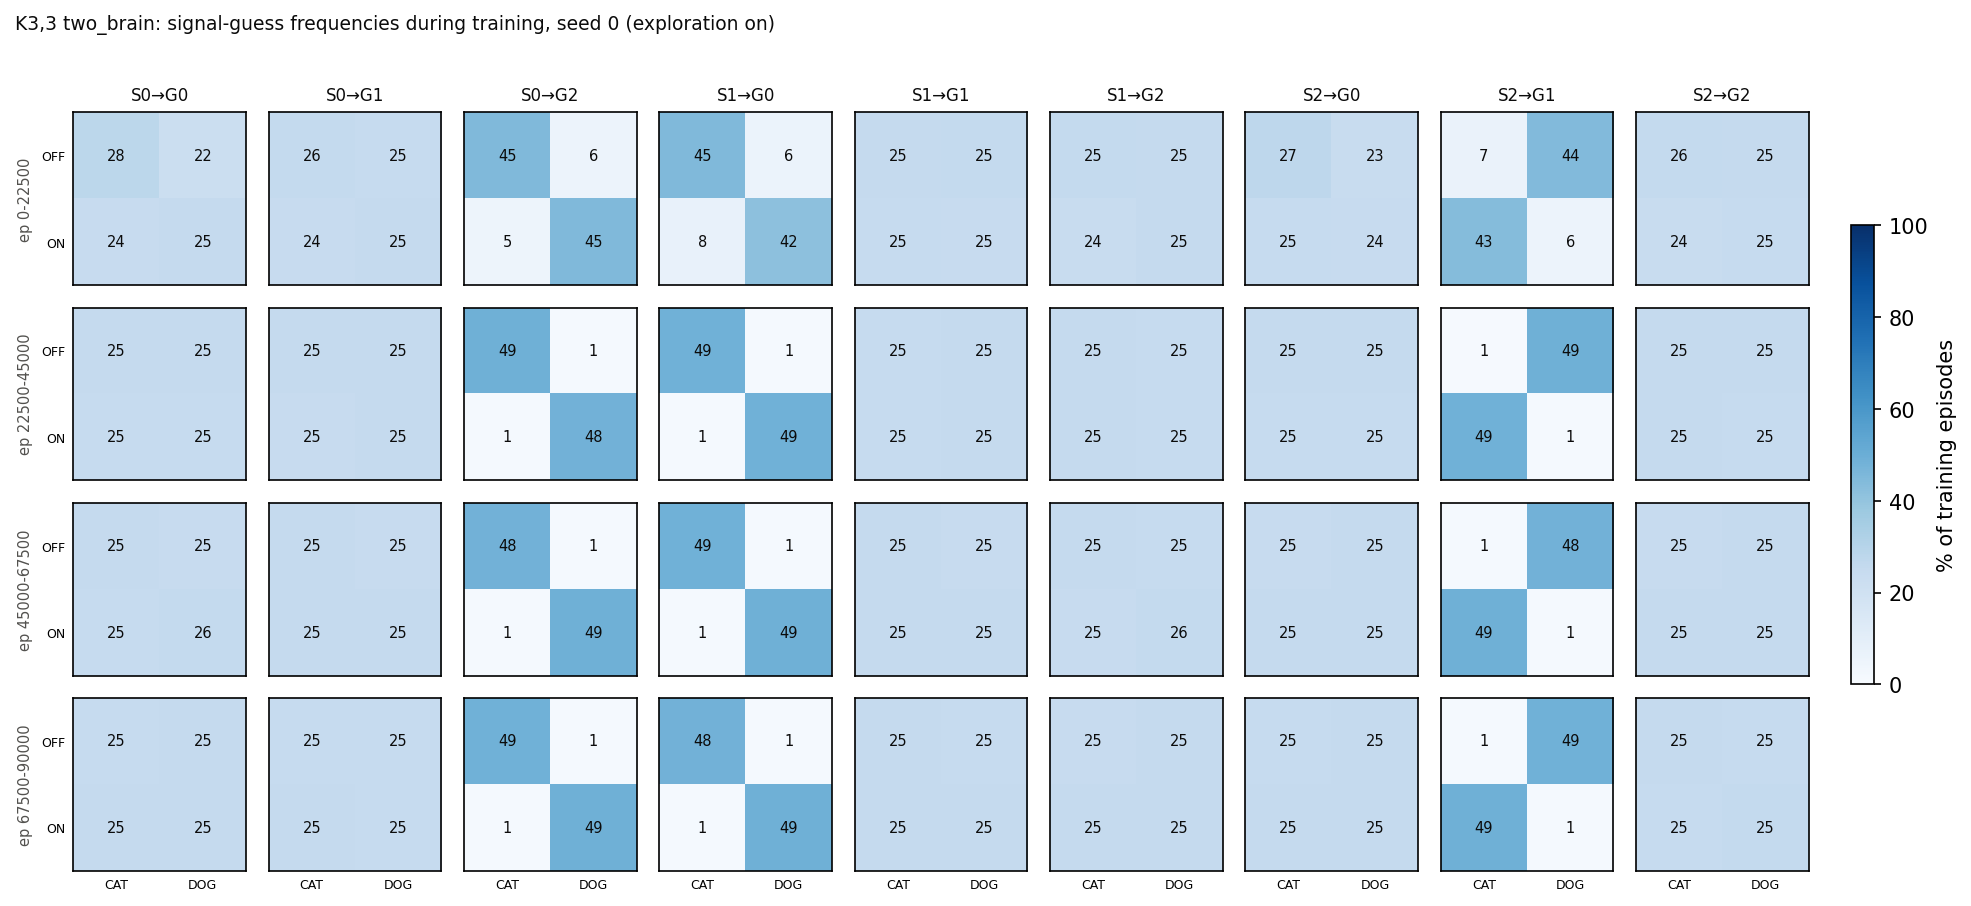 K3,3 two_brain: signal-guess frequencies during training, seed 0 (exploration on)
S0→G0 S0→G1 S0→G2 S1→G0 S1→G1 S1→G2 S2→G0 S2→G1 S2→G2
ep 0-22500
OFF 28 22 26 25 45 6 45 6 25 25 25 25 27 23 7 44 26 25
ON 24 25 24 25 5 45 8 42 25 25 24 25 25 24 43 6 24 25
ep 22500-45000
OFF 25 25 25 25 49 1 49 1 25 25 25 25 25 25 1 49 25 25
ON 25 25 25 25 1 48 1 49 25 25 25 25 25 25 49 1 25 25
ep 45000-67500
OFF 25 25 25 25 48 1 49 1 25 25 25 25 25 25 1 48 25 25
ON 25 26 25 25 1 49 1 49 25 25 25 26 25 25 49 1 25 25
ep 67500-90000
OFF 25 25 25 25 49 1 48 1 25 25 25 25 25 25 1 49 25 25
ON 25 25 25 25 1 49 1 49 25 25 25 25 25 25 49 1 25 25
CAT DOG CAT DOG CAT DOG CAT DOG CAT DOG CAT DOG CAT DOG CAT DOG CAT DOG
100
80
60
40
20
0
% of training episodes